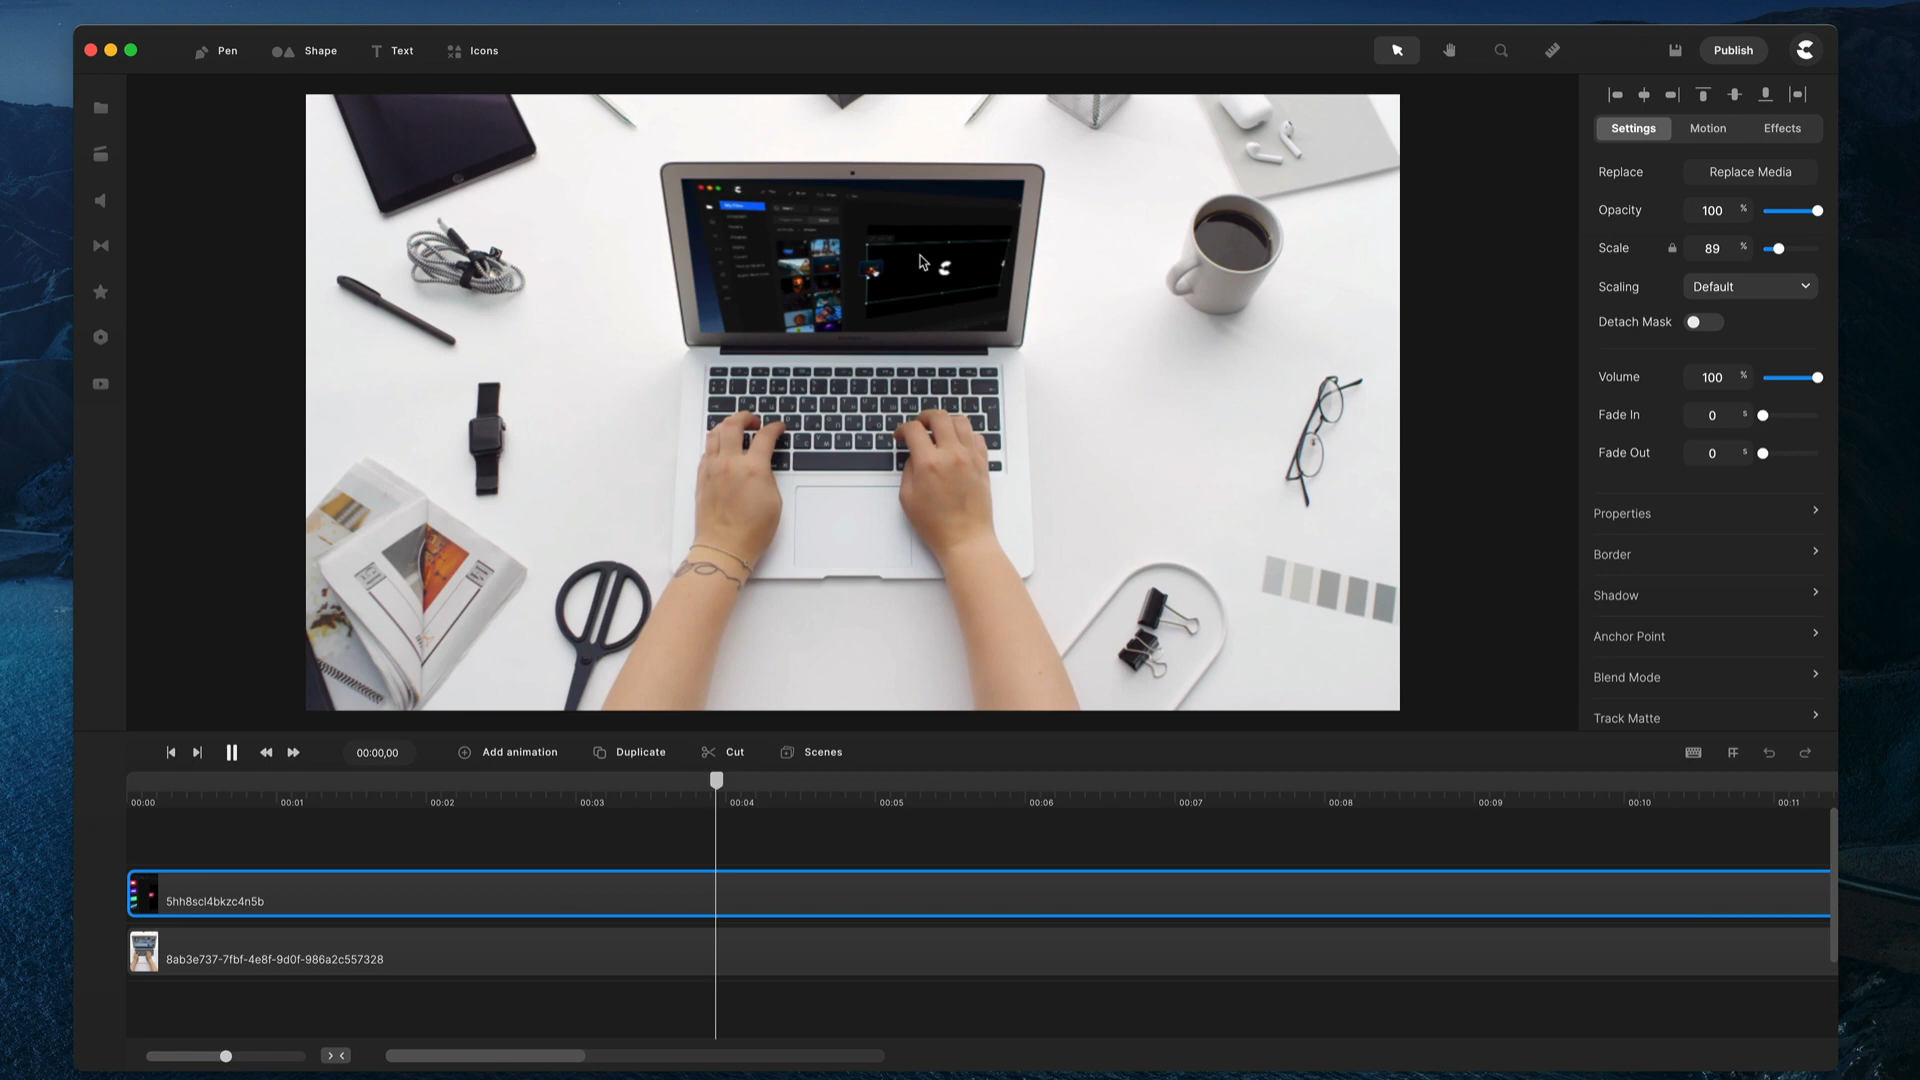 Pen
Shape
Text
Icons
Publish
Settings
Motion
Effects
Replace
Replace Media
Opacity
100 %
Scale
89 %
Scaling
Default
Detach Mask
Volume
100 %
Fade In
0 s
Fade Out
0 s
Properties
Border
Shadow
Anchor Point
Blend Mode
Track Matte
00:00,00
Add animation
Duplicate
Cut
Scenes
00:00
00:01
00:02
00:03
00:04
00:05
00:06
00:07
00:08
00:09
00:10
00:11
5hh8scl4bkzc4n5b
8ab3e737-7fbf-4e8f-9d0f-986a2c557328